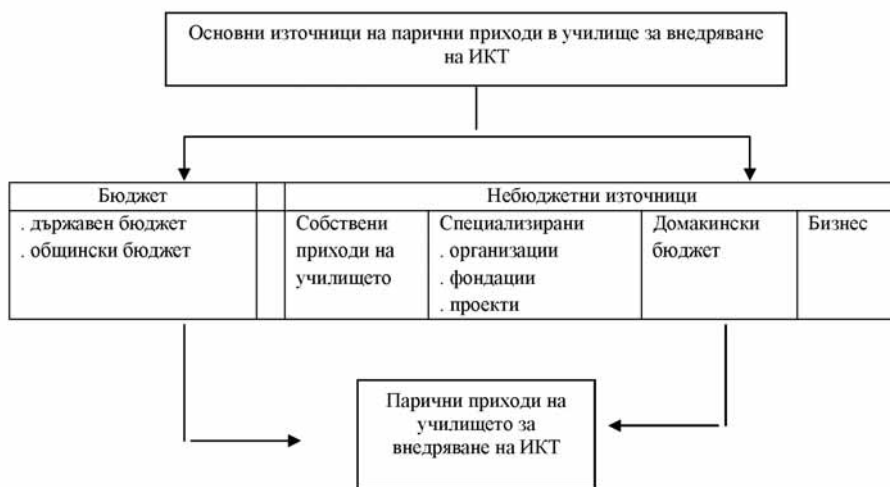 Основни източници на парични приходи в училище за внедряване
на ИКТ
Бюджет
Небюджетни източници
. държавен бюджет
. общински бюджет
Собствени
приходи на
училището
Специализирани
. организации
. фондации
. проекти
Домакински
бюджет
Бизнес
Парични приходи на
училището за
внедряване на ИКТ